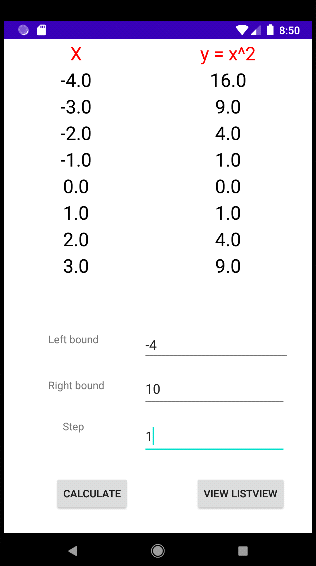 8:50
X y = x^2
-4.0 16.0
-3.0 9.0
-2.0 4.0
-1.0 1.0
0.0 0.0
1.0 1.0
2.0 4.0
3.0 9.0
Left bound -4
Right bound 10
Step 1
CALCULATE VIEW LISTVIEW